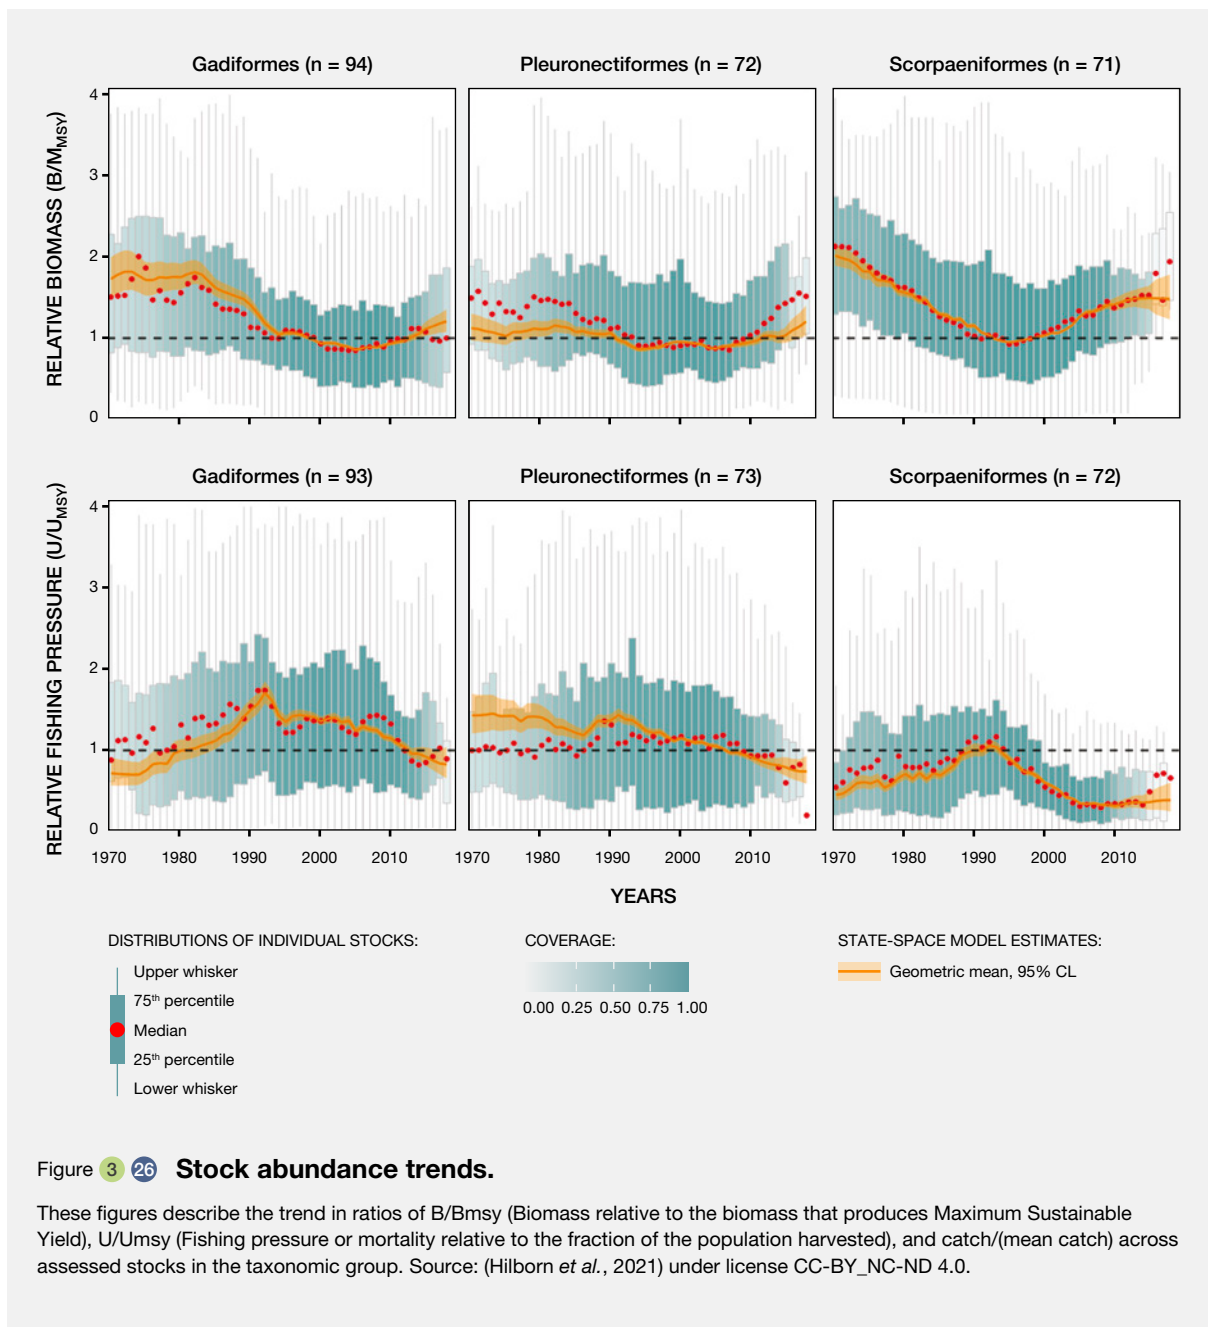 Gadiformes (n = 94)
Pleuronectiformes (n = 72)
Scorpaeniformes (n = 71)
RELATIVE BIOMASS (B/M_MSY)
4
3
2
1
0
Gadiformes (n = 93)
Pleuronectiformes (n = 73)
Scorpaeniformes (n = 72)
RELATIVE FISHING PRESSURE (U/U_MSY)
4
3
2
1
0
1970 1980 1990 2000 2010
1970 1980 1990 2000 2010
1970 1980 1990 2000 2010
YEARS
DISTRIBUTIONS OF INDIVIDUAL STOCKS:
Upper whisker
75th percentile
Median
25th percentile
Lower whisker
COVERAGE:
0.00 0.25 0.50 0.75 1.00
STATE-SPACE MODEL ESTIMATES:
Geometric mean, 95% CL
Figure 3 26 Stock abundance trends.
These figures describe the trend in ratios of B/Bmsy (Biomass relative to the biomass that produces Maximum Sustainable
Yield), U/Umsy (Fishing pressure or mortality relative to the fraction of the population harvested), and catch/(mean catch) across
assessed stocks in the taxonomic group. Source: (Hilborn et al., 2021) under license CC-BY_NC-ND 4.0.